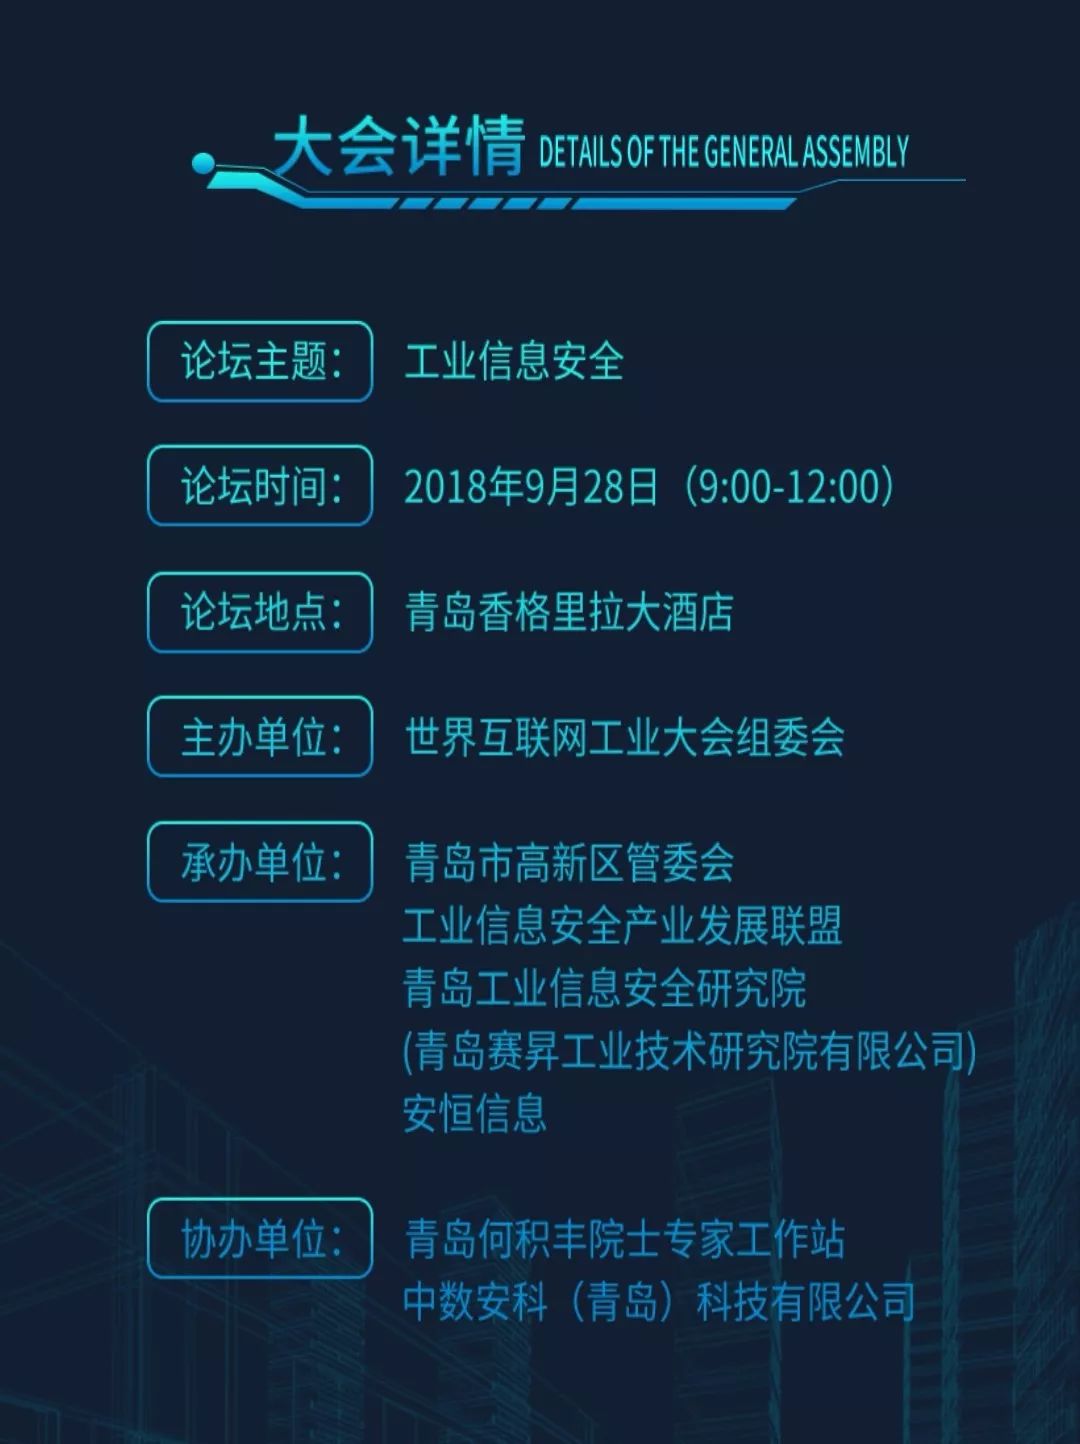 大会详情 DETAILS OF THE GENERAL ASSEMBLY
论坛主题： 工业信息安全
论坛时间： 2018年9月28日（9:00-12:00）
论坛地点： 青岛香格里拉大酒店
主办单位： 世界互联网工业大会组委会
承办单位： 青岛市高新区管委会
工业信息安全产业发展联盟
青岛工业信息安全研究院
(青岛赛昇工业技术研究院有限公司)
安恒信息
协办单位： 青岛何积丰院士专家工作站
中数安科（青岛）科技有限公司